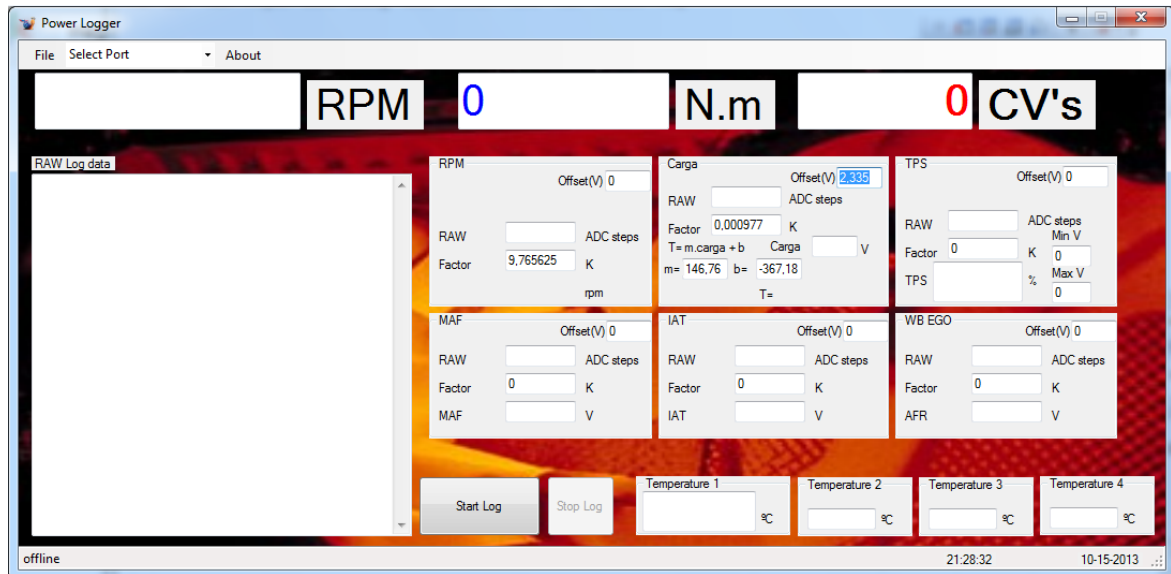 Power Logger
File Select Port About
RPM 0 N.m 0 CV's
RAW Log data
RPM
Offset(V) 0
RAW ADC steps
Factor 9,765625 K
rpm
Carga
Offset(V) 2,335
RAW ADC steps
Factor 0,000977 K
T= m.carga + b Carga V
m= 146,76 b= -367,18
T=
TPS
Offset(V) 0
RAW ADC steps
Min V
Factor 0 K 0
Max V
TPS % 0
MAF
Offset(V) 0
RAW ADC steps
Factor 0 K
MAF V
IAT
Offset(V) 0
RAW ADC steps
Factor 0 K
IAT V
WB EGO
Offset(V) 0
RAW ADC steps
Factor 0 K
AFR V
Start Log Stop Log
Temperature 1
ºC
Temperature 2
ºC
Temperature 3
ºC
Temperature 4
ºC
offline 21:28:32 10-15-2013